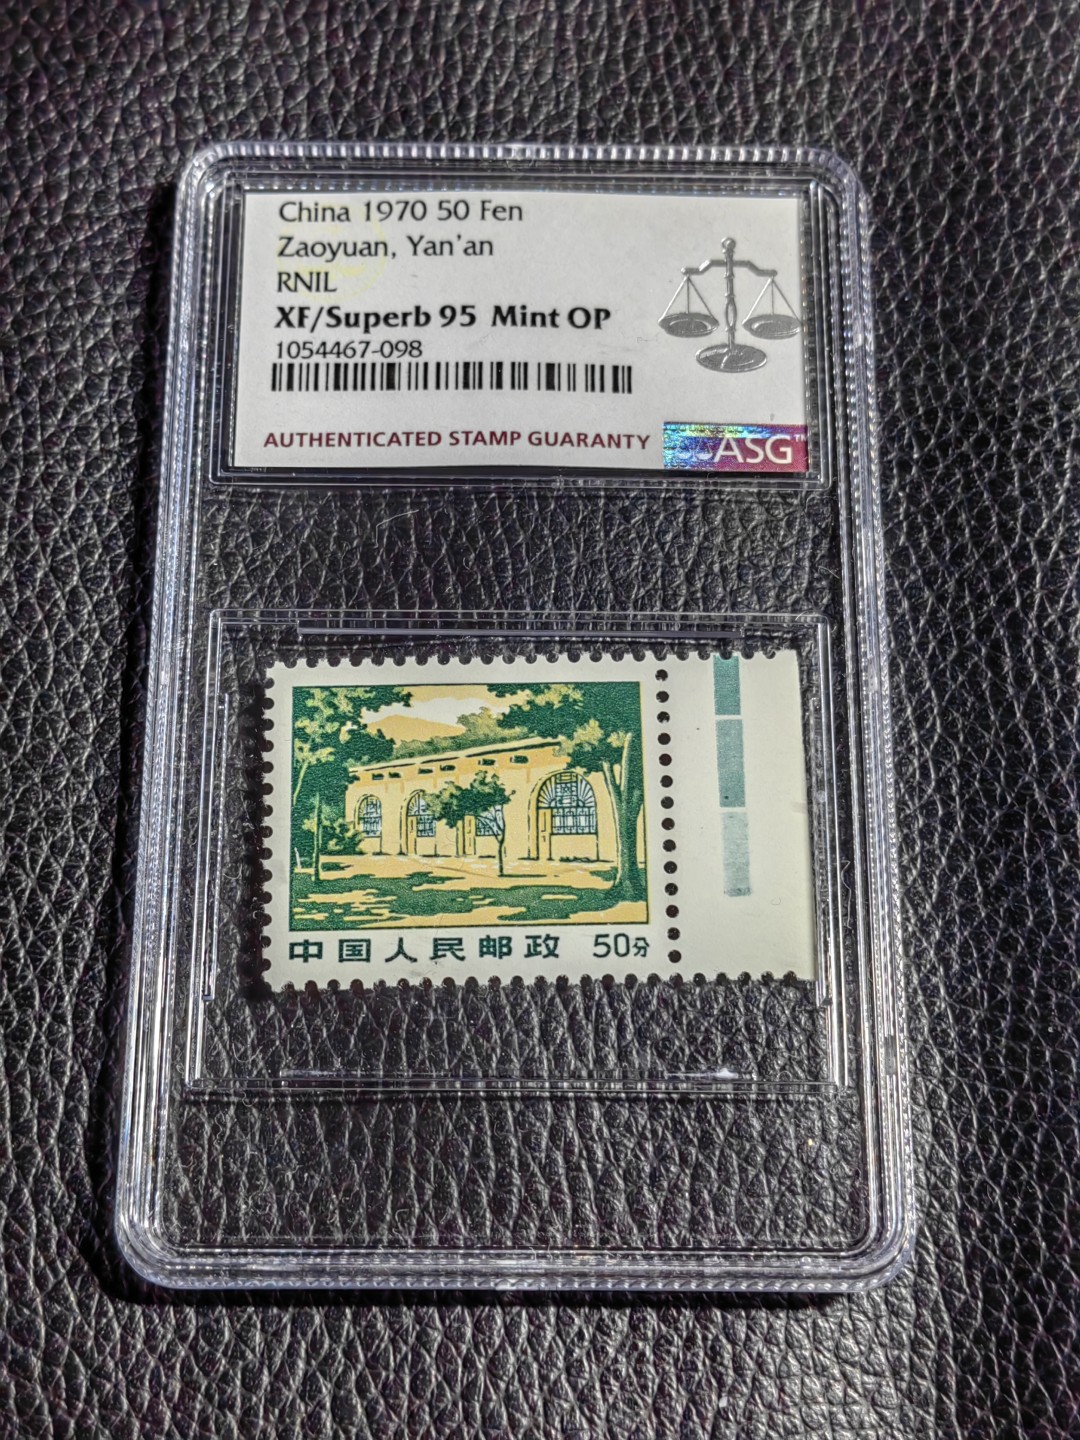 China 1970 50 Fen
Zaoyuan, Yan'an
RNIL
XF/Superb 95 Mint OP
1054467-098
AUTHENTICATED STAMP GUARANTY
ASG™
中国人民邮政 50分